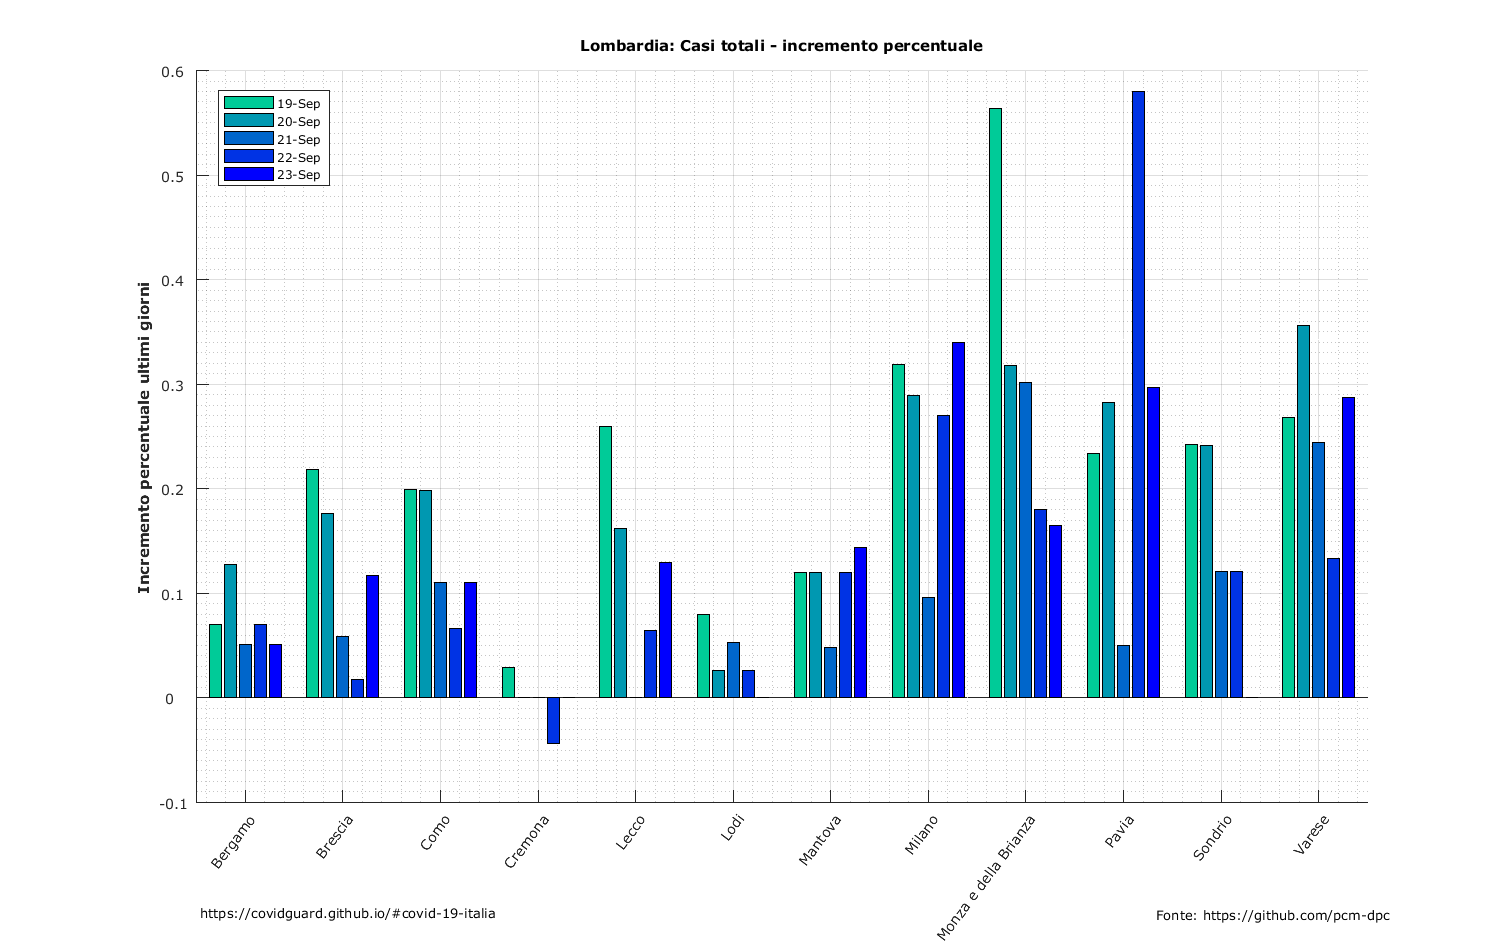 Lombardia: Casi totali - incremento percentuale
0.6
0.5
0.4
0.3
0.2
0.1
0
-0.1
Incremento percentuale ultimi giorni
19-Sep
20-Sep
21-Sep
22-Sep
23-Sep
Bergamo
Brescia
Como
Cremona
Lecco
Lodi
Mantova
Milano
Monza e della Brianza
Pavia
Sondrio
Varese
https://covidguard.github.io/#covid-19-italia
Fonte: https://github.com/pcm-dpc